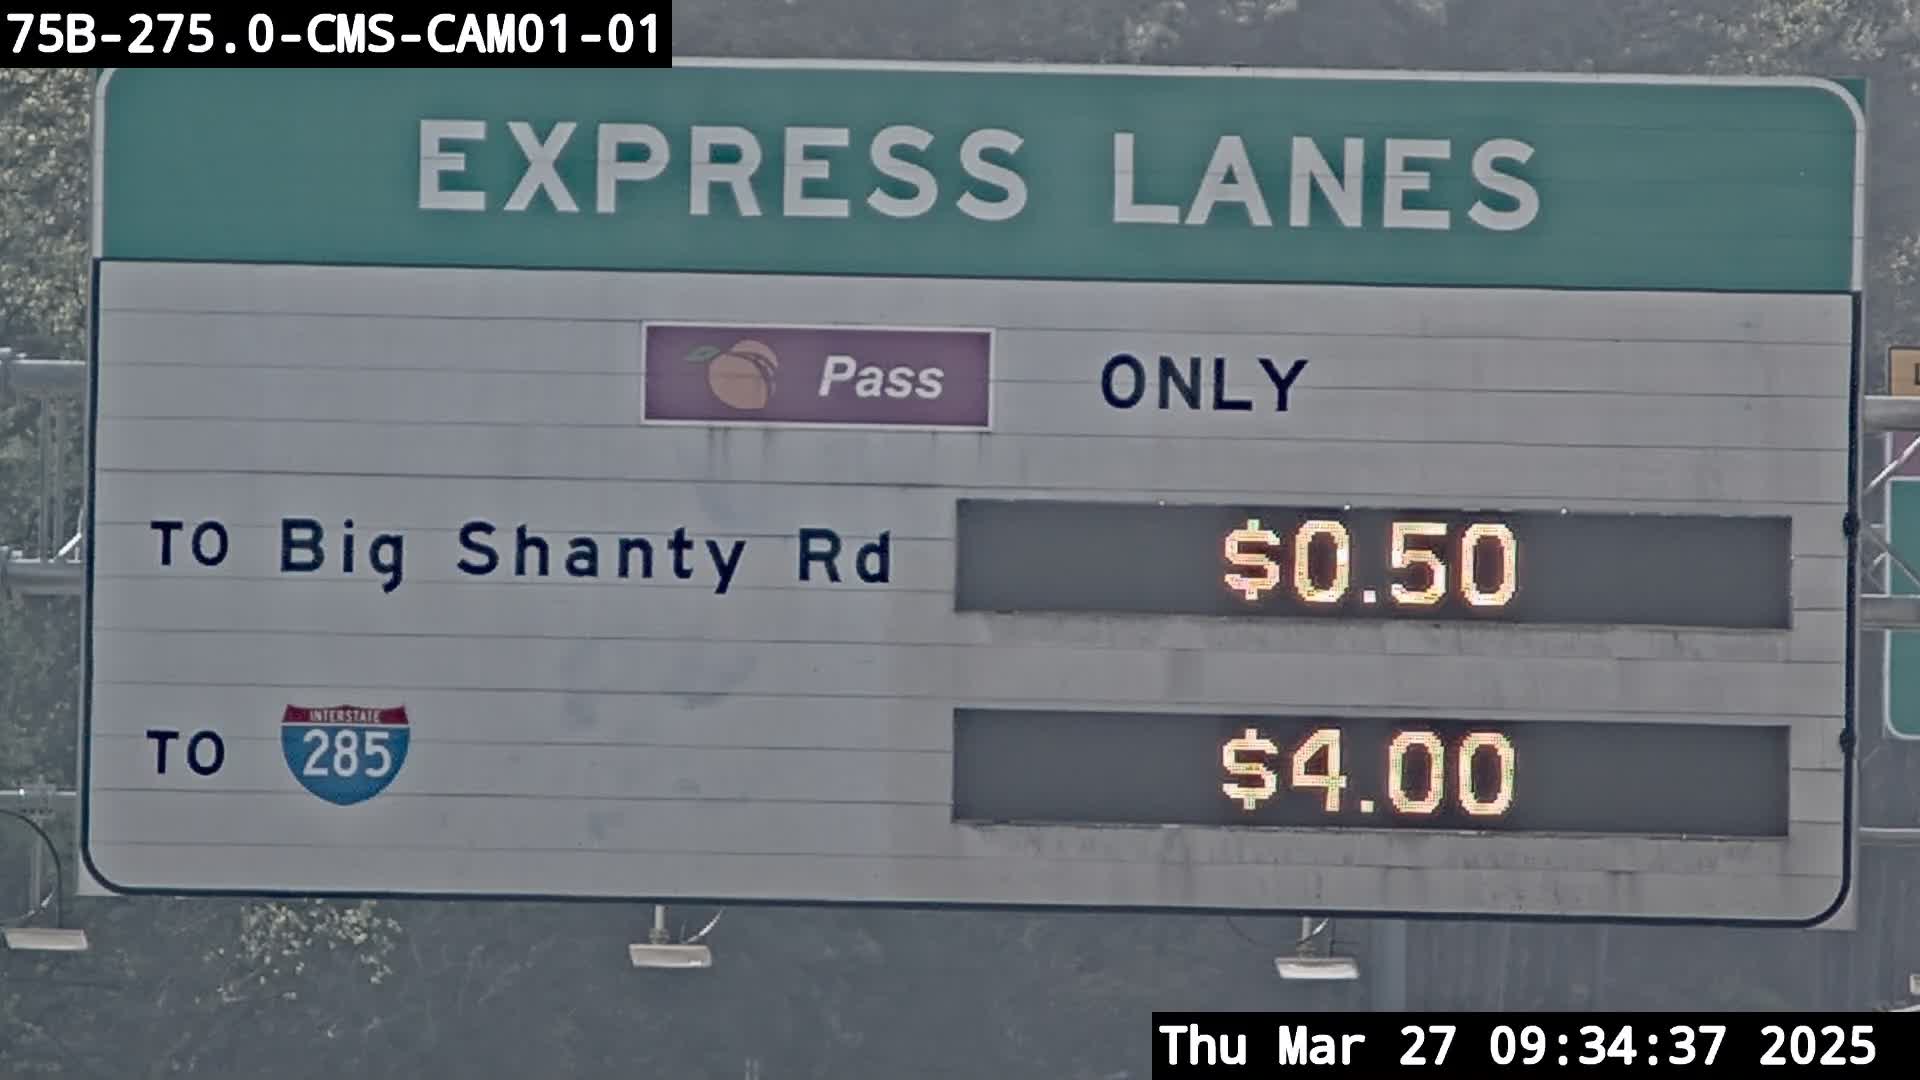 75B-275.0-CMS-CAM01-01
EXPRESS LANES
Pass ONLY
TO Big Shanty Rd $0.50
INTERSTATE
TO 285 $4.00
Thu Mar 27 09:34:37 2025